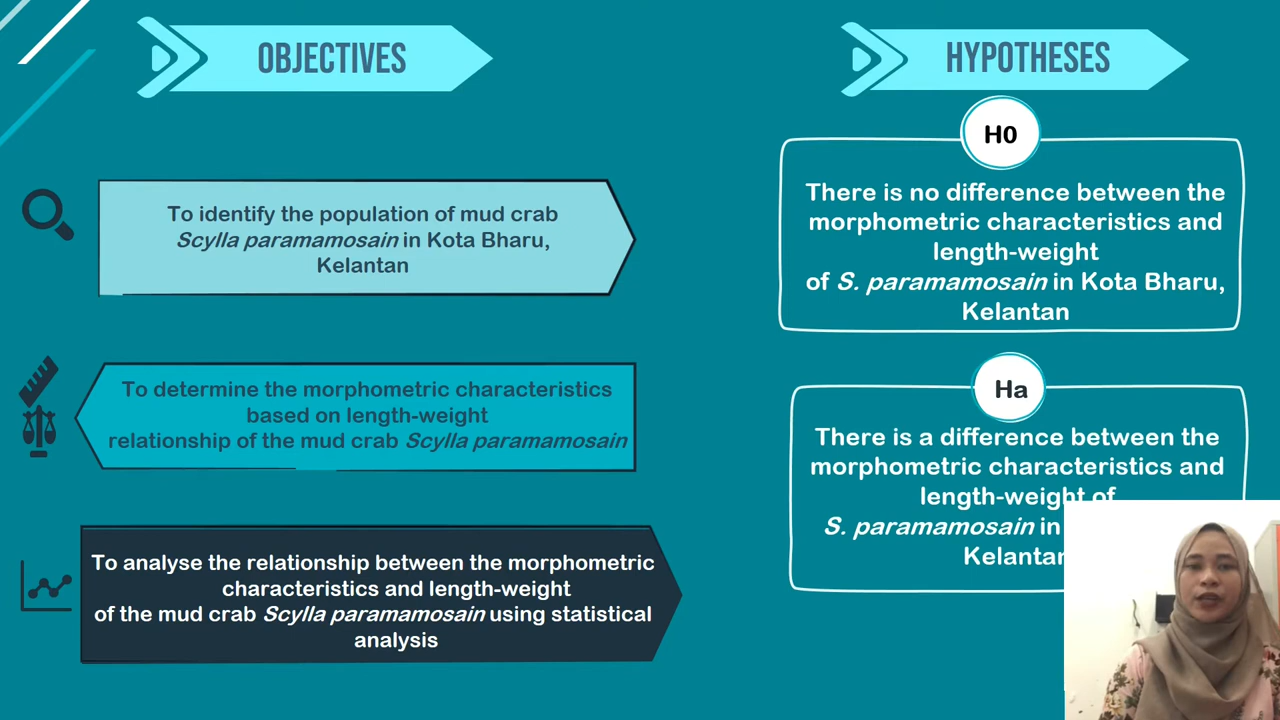 OBJECTIVES
To identify the population of mud crab
Scylla paramamosain in Kota Bharu,
Kelantan
To determine the morphometric characteristics
based on length-weight
relationship of the mud crab Scylla paramamosain
To analyse the relationship between the morphometric
characteristics and length-weight
of the mud crab Scylla paramamosain using statistical
analysis
HYPOTHESES
H0
There is no difference between the
morphometric characteristics and
length-weight
of S. paramamosain in Kota Bharu,
Kelantan
Ha
There is a difference between the
morphometric characteristics and
length-weight of
S. paramamosain in